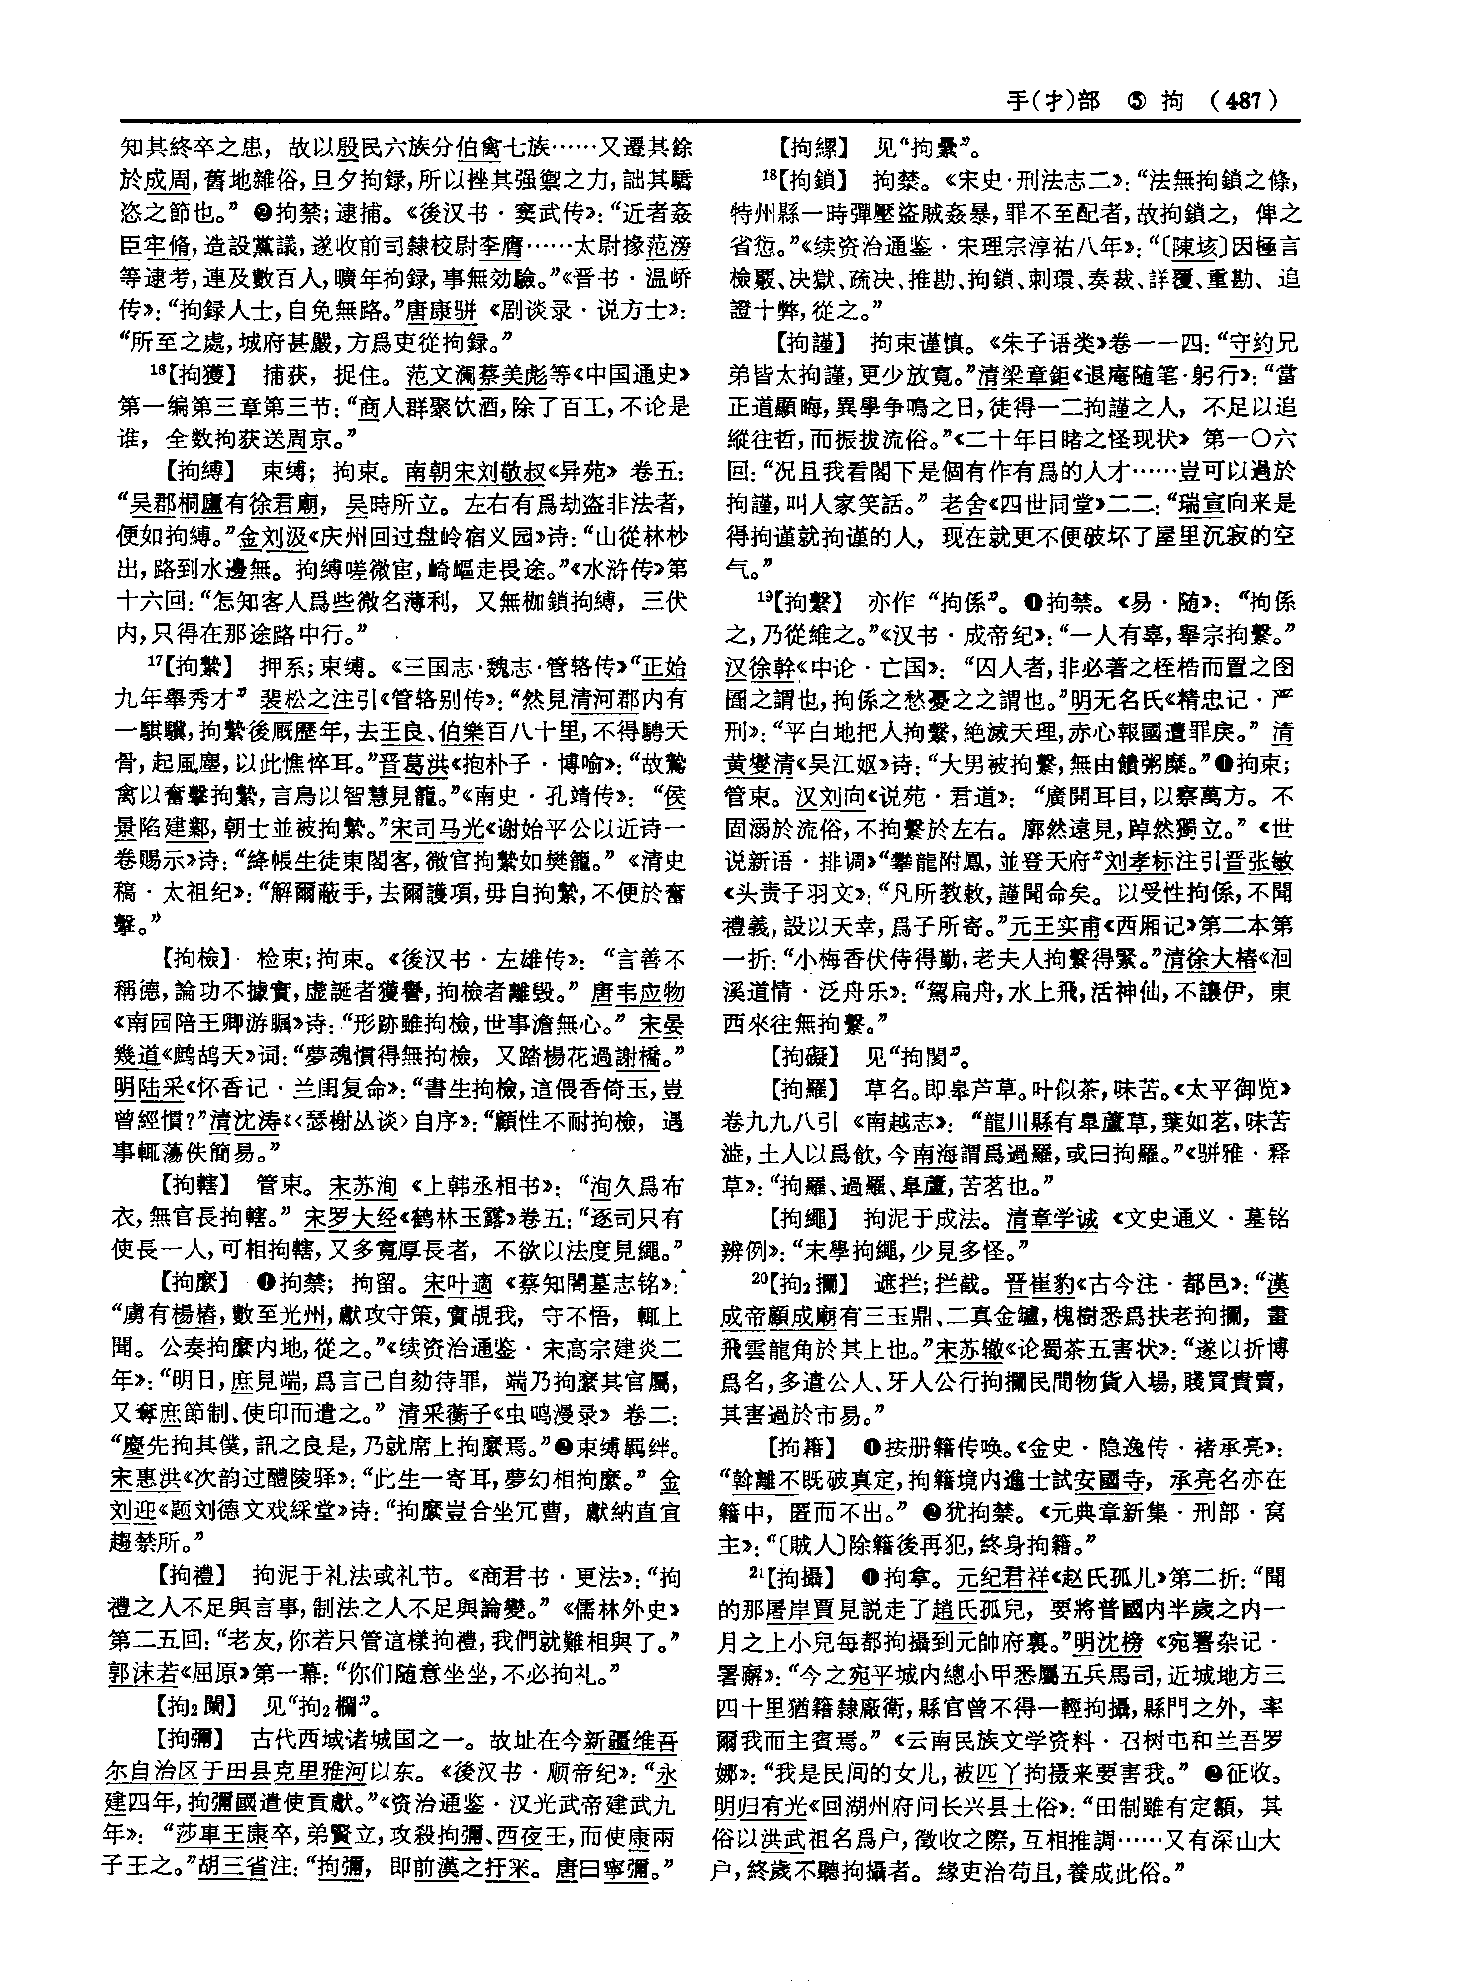 手(扌)部　⑤ 拘　(487)
知其終卒之患，故以殷民六族分伯禽七族……又遷其餘
於成周，舊地雜俗，旦夕拘録，所以挫其强禦之力，詘其驕
恣之節也。”❷拘禁；逮捕。《後汉书·窦武传》：“近者姦
臣牢脩，造設黨議，遂收前司隸校尉李膺……太尉掾范滂
等逮考，連及數百人，曠年拘録，事無効驗。”《晋书·温峤
传》：“拘録人士，自免無路。”唐康骈《剧谈录·说方士》：
“所至之處，城府甚嚴，方爲吏從拘録。”
16【拘獲】　捕获，捉住。范文澜蔡美彪等《中国通史》
第一编第三章第三节：“商人群聚饮酒，除了百工，不论是
谁，全数拘获送周京。”
【拘縛】　束缚；拘束。南朝宋刘敬叔《异苑》卷五：
“吴郡桐廬有徐君廟，吴時所立。左右有爲劫盗非法者，
便如拘縛。”金刘汲《庆州回过盘岭宿义园》诗：“山從林杪
出，路到水邊無。拘縛嗟微宦，崎嶇走畏途。”《水浒传》第
十六回：“怎知客人爲些微名薄利，又無枷鎖拘縛，三伏
内，只得在那途路中行。”
17【拘縶】　押系；束缚。《三国志·魏志·管辂传》“正始
九年舉秀才”裴松之注引《管辂别传》：“然見清河郡内有
一騏驥，拘縶後厩歷年，去王良、伯樂百八十里，不得騁天
骨，起風塵，以此憔悴耳。”晋葛洪《抱朴子·博喻》：“故鷙
禽以奮擊拘縶，言鳥以智慧見籠。”《南史·孔靖传》：“侯
景陷建鄴，朝士並被拘縶。”宋司马光《谢始平公以近诗一
卷赐示》诗：“絳帳生徒東閣客，微官拘縶如樊籠。”《清史
稿·太祖纪》：“解爾蔽手，去爾護項，毋自拘縶，不便於奮
擊。”
【拘檢】　检束；拘束。《後汉书·左雄传》：“言善不
稱德，論功不據實，虚誕者獲譽，拘檢者離毁。”唐韦应物
《南园陪王卿游瞩》诗：“形跡雖拘檢，世事澹無心。”宋晏
幾道《鹧鸪天》词：“夢魂慣得無拘檢，又踏楊花過謝橋。”
明陆采《怀香记·兰闺复命》：“書生拘檢，這偎香倚玉，豈
曾經慣？”清沈涛《〈瑟榭丛谈〉自序》：“顧性不耐拘檢，遇
事輒蕩佚簡易。”
【拘轄】　管束。宋苏洵《上韩丞相书》：“洵久爲布
衣，無官長拘轄。”宋罗大经《鹤林玉露》卷五：“逐司只有
使長一人，可相拘轄，又多寬厚長者，不欲以法度見繩。”
【拘縻】　❶拘禁；拘留。宋叶適《蔡知閤墓志铭》：
“虜有楊椿，數至光州，獻攻守策，實覘我，守不悟，輒上
聞。公奏拘縻内地，從之。”《续资治通鉴·宋高宗建炎二
年》：“明日，庶見端，爲言己自劾待罪，端乃拘縻其官屬，
又奪庶節制、使印而遣之。”清采蘅子《虫鸣漫录》卷二：
“慶先拘其僕，訊之良是，乃就席上拘縻焉。”❷束缚羁绊。
宋惠洪《次韵过醴陵驿》：“此生一寄耳，夢幻相拘縻。”金
刘迎《题刘德文戏綵堂》诗：“拘縻豈合坐冗曹，獻納直宜
趨禁所。”
【拘禮】　拘泥于礼法或礼节。《商君书·更法》：“拘
禮之人不足與言事，制法之人不足與論變。”《儒林外史》
第二五回：“老友，你若只管這樣拘禮，我們就難相與了。”
郭沫若《屈原》第一幕：“你们随意坐坐，不必拘礼。”
【拘2闌】　见“拘2欄”。
【拘彌】　古代西域诸城国之一。故址在今新疆维吾
尔自治区于田县克里雅河以东。《後汉书·顺帝纪》：“永
建四年，拘彌國遣使貢獻。”《资治通鉴·汉光武帝建武九
年》：“莎車王康卒，弟賢立，攻殺拘彌、西夜王，而使康兩
子王之。”胡三省注：“拘彌，即前漢之扜冞。唐曰寧彌。”
【拘縲】　见“拘纍”。
18【拘鎖】　拘禁。《宋史·刑法志二》：“法無拘鎖之條，
特州縣一時彈壓盜賊姦暴，罪不至配者，故拘鎖之，俾之
省愆。”《续资治通鉴·宋理宗淳祐八年》：“〔陳垓〕因極言
檢覈、决獄、疏决、推勘、拘鎖、刺環、奏裁、詳覆、重勘、追
證十弊，從之。”
【拘謹】　拘束谨慎。《朱子语类》卷一一四：“守約兄
弟皆太拘謹，更少放寬。”清梁章鉅《退庵随笔·躬行》：“當
正道顯晦，異學争鳴之日，徒得一二拘謹之人，不足以追
縱往哲，而振拔流俗。”《二十年目睹之怪现状》第一〇六
回：“况且我看閣下是個有作有爲的人才……豈可以過於
拘謹，叫人家笑話。”老舍《四世同堂》二二：“瑞宣向来是
得拘谨就拘谨的人，现在就更不便破坏了屋里沉寂的空
气。”
19【拘繫】　亦作“拘係”。❶拘禁。《易·随》：“拘係
之，乃從維之。”《汉书·成帝纪》：“一人有辜，舉宗拘繫。”
汉徐幹《中论·亡国》：“囚人者，非必著之桎梏而置之囹
圄之謂也，拘係之愁憂之之謂也。”明无名氏《精忠记·严
刑》：“平白地把人拘繫，絶滅天理，赤心報國遭罪戾。”清
黄燮清《吴江妪》诗：“大男被拘繫，無由饋粥糜。”❶拘束；
管束。汉刘向《说苑·君道》：“廣開耳目，以察萬方。不
固溺於流俗，不拘繫於左右。廓然遠見，踔然獨立。”《世
说新语·排调》“攀龍附鳳，並登天府”刘孝标注引晋张敏
《头责子羽文》：“凡所教敕，謹聞命矣。以受性拘係，不聞
禮義，設以天幸，爲子所寄。”元王实甫《西厢记》第二本第
一折：“小梅香伏侍得勤，老夫人拘繫得緊。”清徐大椿《洄
溪道情·泛舟乐》：“駕扁舟，水上飛，活神仙，不讓伊，東
西來往無拘繫。”
【拘礙】　见“拘閡”。
【拘羅】　草名。即皋芦草。叶似茶，味苦。《太平御览》
卷九九八引《南越志》：“龍川縣有皋蘆草，葉如茗，味苦
澁，土人以爲飲，今南海謂爲過羅，或曰拘羅。”《骈雅·释
草》：“拘羅、過羅、皋蘆，苦茗也。”
【拘繩】　拘泥于成法。清章学诚《文史通义·墓铭
辨例》：“末學拘繩，少見多怪。”
20【拘2攔】　遮拦；拦截。晋崔豹《古今注·都邑》：“漢
成帝顧成廟有三玉鼎、二真金鑪，槐樹悉爲扶老拘攔，畫
飛雲龍角於其上也。”宋苏辙《论蜀茶五害状》：“遂以折博
爲名，多遣公人、牙人公行拘攔民間物貨入場，賤買貴賣，
其害過於市易。”
【拘籍】　❶按册籍传唤。《金史·隐逸传·褚承亮》：
“斡離不既破真定，拘籍境内進士試安國寺，承亮名亦在
籍中，匿而不出。”❷犹拘禁。《元典章新集·刑部·窝
主》：“〔賊人〕除籍後再犯，終身拘籍。”
21【拘攝】　❶拘拿。元纪君祥《赵氏孤儿》第二折：“聞
的那屠岸賈見説走了趙氏孤兒，要將普國内半歲之内一
月之上小兒每都拘攝到元帥府裏。”明沈榜《宛署杂记·
署廨》：“今之宛平城内總小甲悉屬五兵馬司，近城地方三
四十里猶籍隸廠衛，縣官曾不得一輕拘攝，縣門之外，率
爾我而主賓焉。”《云南民族文学资料·召树屯和兰吾罗
娜》：“我是民间的女儿，被匹丫拘摄来要害我。”❷征收。
明归有光《回湖州府问长兴县土俗》：“田制雖有定額，其
俗以洪武祖名爲户，徵收之際，互相推調……又有深山大
户，終歲不聽拘攝者。緣吏治苟且，養成此俗。”